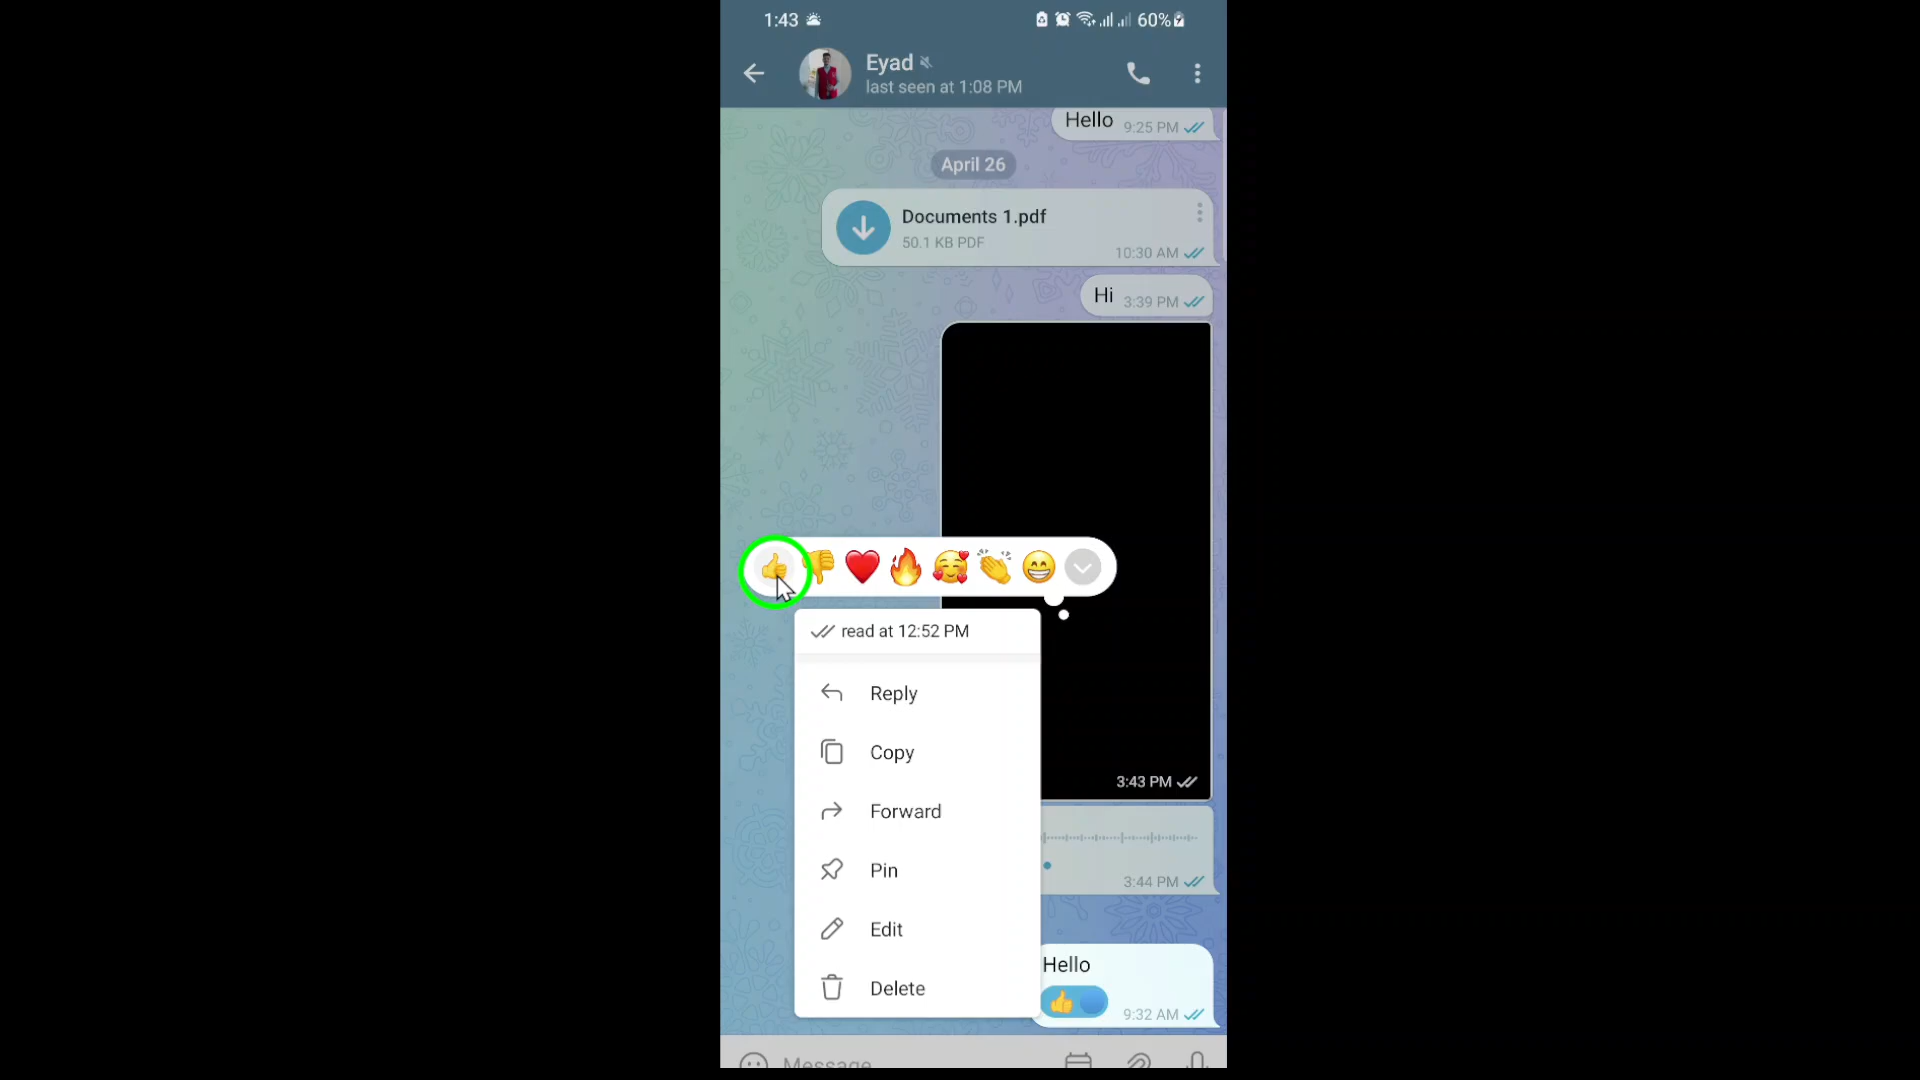 1:43
60%
Eyad
last seen at 1:08 PM
Hello 9:25 PM
April 26
Documents 1.pdf
50.1 KB PDF
10:30 AM
Hi 3:39 PM
read at 12:52 PM
Reply
Copy
3:43 PM
Forward
Pin
3:44 PM
Edit
Hello
Delete
9:32 AM
Message